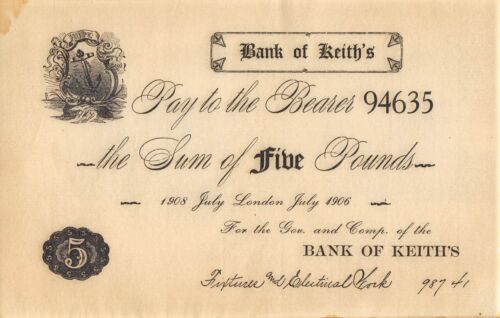 HOPE
Bank of Keith's
Pay to the Bearer 94635
the Sum of Five Pounds
1908 July London July 1906
For the Gov. and Comp. of the
BANK OF KEITH'S
5
Fixtures and Electrical Work 987 41